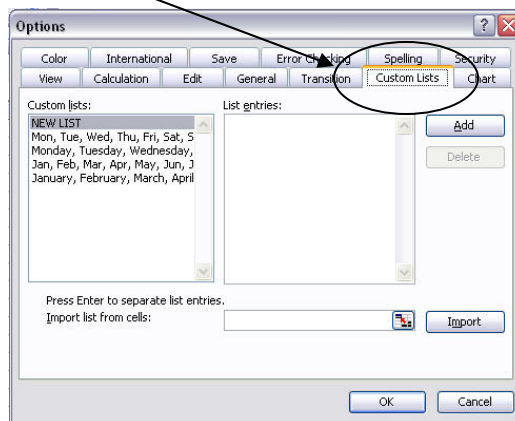 Options
Color International Save Error Checking Spelling Security
View Calculation Edit General Transition Custom Lists Chart
Custom lists: List entries:
NEW LIST
Mon, Tue, Wed, Thu, Fri, Sat, S
Monday, Tuesday, Wednesday,
Jan, Feb, Mar, Apr, May, Jun, J
January, February, March, April
Add
Delete
Press Enter to separate list entries.
Import list from cells:
Import
OK Cancel